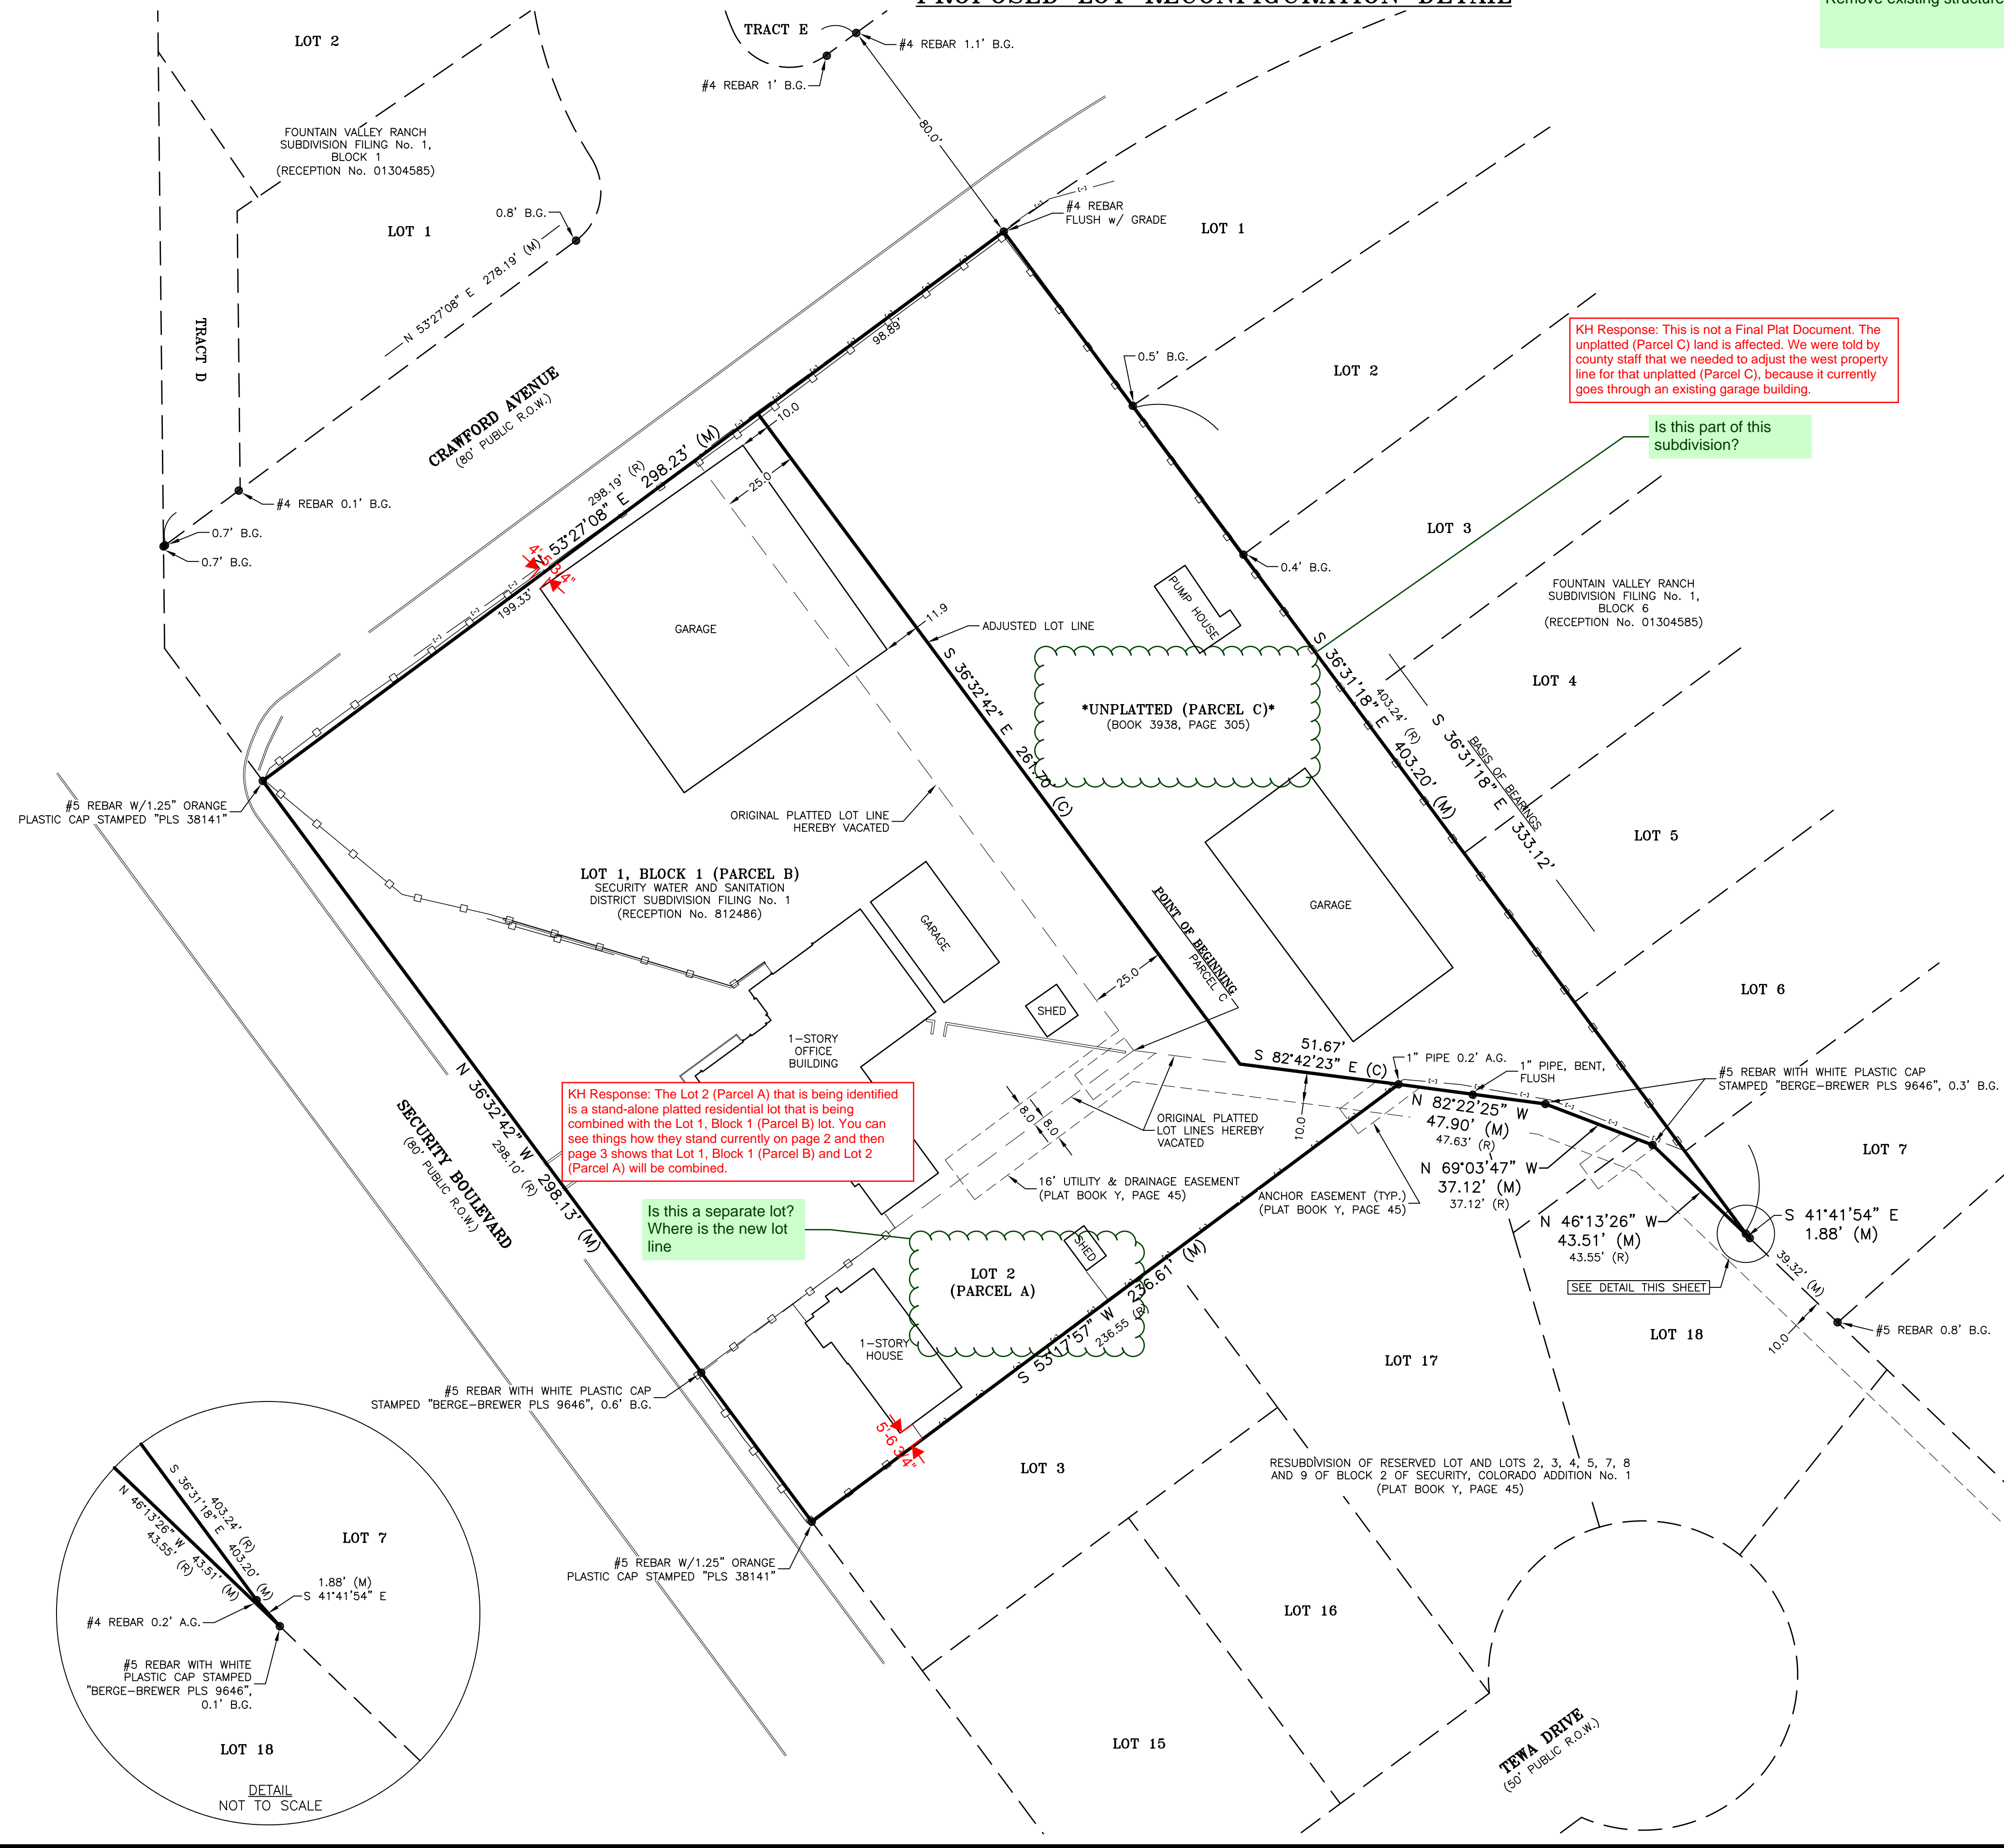 PROPOSED LOT RECONFIGURATION DETAIL
Remove existing structure
LOT 2
TRACT E
#4 REBAR 1.1' B.G.
#4 REBAR 1' B.G.
80.0'
FOUNTAIN VALLEY RANCH
SUBDIVISION FILING No. 1,
BLOCK 1
(RECEPTION No. 01304585)
0.8' B.G.
LOT 1
N 53°27'08" E 278.19' (M)
TRACT D
CRAWFORD AVENUE
(80' PUBLIC R.O.W.)
#4 REBAR 0.1' B.G.
0.7' B.G.
0.7' B.G.
#4 REBAR
FLUSH w/ GRADE
LOT 1
98.89'
0.5' B.G.
LOT 2
KH Response: This is not a Final Plat Document. The
unplatted (Parcel C) land is affected. We were told by
county staff that we needed to adjust the west property
line for that unplatted (Parcel C), because it currently
goes through an existing garage building.
Is this part of this
subdivision?
10.0
25.0
298.19' (R)
N 53°27'08" E 298.23' (M)
4'-5 3/4"
199.33'
LOT 3
0.4' B.G.
PUMP HOUSE
FOUNTAIN VALLEY RANCH
SUBDIVISION FILING No. 1,
BLOCK 6
(RECEPTION No. 01304585)
GARAGE
11.9
ADJUSTED LOT LINE
S 36°32'42" E 261.70' (C)
*UNPLATTED (PARCEL C)*
(BOOK 3938, PAGE 305)
S 36°31'18" E 403.20' (M)
403.24' (R)
BASIS OF BEARINGS
S 36°31'18" E 333.12'
LOT 4
#5 REBAR W/1.25" ORANGE
PLASTIC CAP STAMPED "PLS 38141"
ORIGINAL PLATTED LOT LINE
HEREBY VACATED
LOT 5
LOT 1, BLOCK 1 (PARCEL B)
SECURITY WATER AND SANITATION
DISTRICT SUBDIVISION FILING No. 1
(RECEPTION No. 812486)
GARAGE
GARAGE
POINT OF BEGINNING
PARCEL C
25.0
SHED
LOT 6
1-STORY
OFFICE
BUILDING
51.67'
S 82°42'23" E (C)
1" PIPE 0.2' A.G.
1" PIPE, BENT,
FLUSH
#5 REBAR WITH WHITE PLASTIC CAP
STAMPED "BERGE-BREWER PLS 9646", 0.3' B.G.
N 36°32'42" W 298.13' (M)
298.10' (R)
SECURITY BOULEVARD
(80' PUBLIC R.O.W.)
KH Response: The Lot 2 (Parcel A) that is being identified
is a stand-alone platted residential lot that is being
combined with the Lot 1, Block 1 (Parcel B) lot. You can
see things how they stand currently on page 2 and then
page 3 shows that Lot 1, Block 1 (Parcel B) and Lot 2
(Parcel A) will be combined.
8.0
8.0
ORIGINAL PLATTED
LOT LINES HEREBY
VACATED
10.0
N 82°22'25" W
47.90' (M)
47.63' (R)
N 69°03'47" W
37.12' (M)
37.12' (R)
LOT 7
16' UTILITY & DRAINAGE EASEMENT
(PLAT BOOK Y, PAGE 45)
ANCHOR EASEMENT (TYP.)
(PLAT BOOK Y, PAGE 45)
N 46°13'26" W
43.51' (M)
43.55' (R)
S 41°41'54" E
1.88' (M)
Is this a separate lot?
Where is the new lot
line
SHED
LOT 2
(PARCEL A)
S 53°17'57" W 236.61' (M)
236.55 (R)
SEE DETAIL THIS SHEET
39.32' (M)
10.0
#5 REBAR 0.8' B.G.
LOT 18
LOT 17
1-STORY
HOUSE
#5 REBAR WITH WHITE PLASTIC CAP
STAMPED "BERGE-BREWER PLS 9646", 0.6' B.G.
5'-6 3/4"
LOT 3
RESUBDIVISION OF RESERVED LOT AND LOTS 2, 3, 4, 5, 7, 8
AND 9 OF BLOCK 2 OF SECURITY, COLORADO ADDITION No. 1
(PLAT BOOK Y, PAGE 45)
#5 REBAR W/1.25" ORANGE
PLASTIC CAP STAMPED "PLS 38141"
LOT 16
LOT 15
TEWA DRIVE
(50' PUBLIC R.O.W.)
403.24' (R)
S 36°31'18" E 403.20' (M)
N 46°13'26" W 43.51' (M)
43.55' (R)
LOT 7
1.88' (M)
S 41°41'54" E
#4 REBAR 0.2' A.G.
#5 REBAR WITH WHITE
PLASTIC CAP STAMPED
"BERGE-BREWER PLS 9646",
0.1' B.G.
LOT 18
DETAIL
NOT TO SCALE